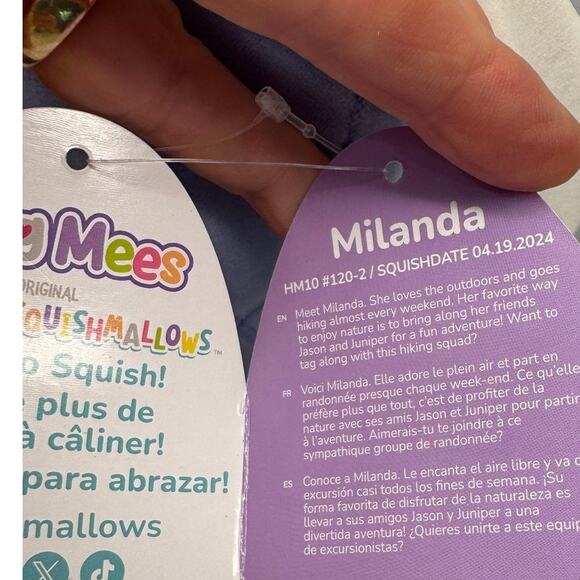 g Mees
ORIGINAL
SQUISHMALLOWS™
o Squish!
plus de
à câliner!
para abrazar!
mallows
Milanda
HM10 #120-2 / SQUISHDATE 04.19.2024
EN Meet Milanda. She loves the outdoors and goes
hiking almost every weekend. Her favorite way
to enjoy nature is to bring along her friends
Jason and Juniper for a fun adventure! Want to
tag along with this hiking squad?
FR Voici Milanda. Elle adore le plein air et part en
randonnée presque chaque week-end. Ce qu'elle
préfère plus que tout, c'est de profiter de la
nature avec ses amis Jason et Juniper pour partir
à l'aventure. Aimerais-tu te joindre à ce
sympathique groupe de randonnée?
ES Conoce a Milanda. Le encanta el aire libre y va d
excursión casi todos los fines de semana. ¡Su
forma favorita de disfrutar de la naturaleza es
llevar a sus amigos Jason y Juniper a una
divertida aventura! ¿Quieres unirte a este equip
de excursionistas?